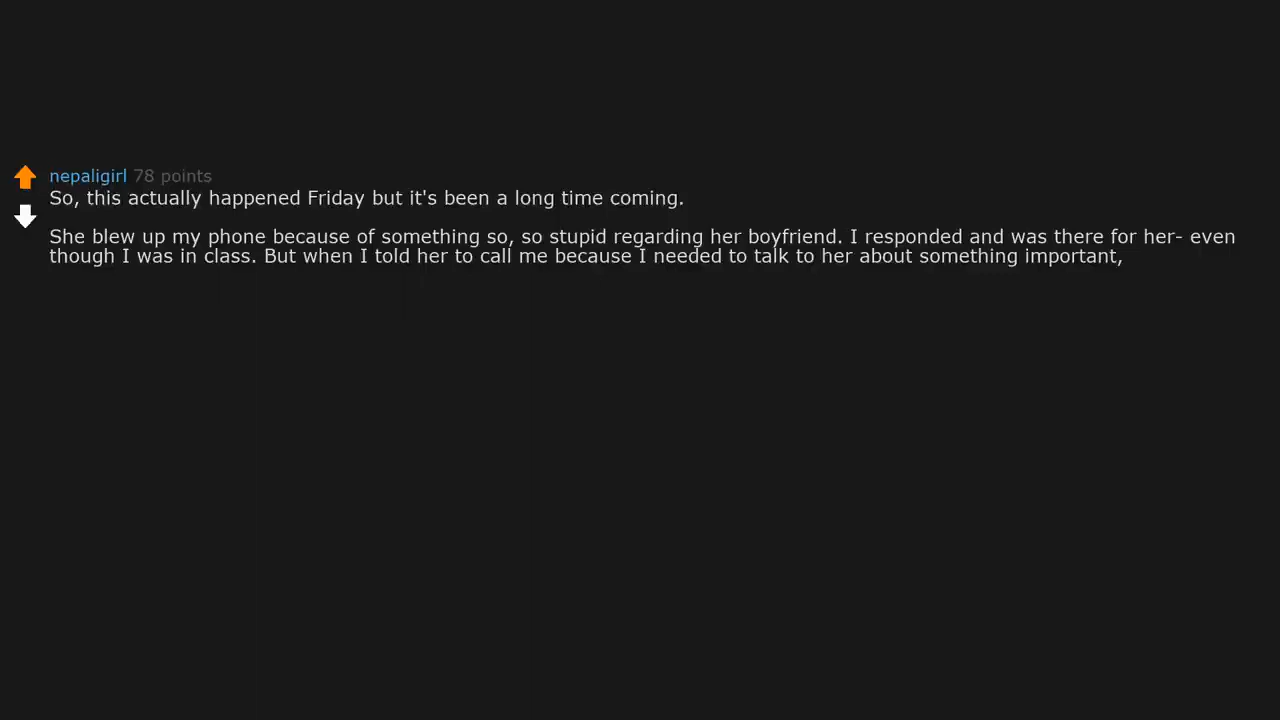 nepaligirl 78 points
So, this actually happened Friday but it's been a long time coming.
She blew up my phone because of something so, so stupid regarding her boyfriend. I responded and was there for her- even
though I was in class. But when I told her to call me because I needed to talk to her about something important,